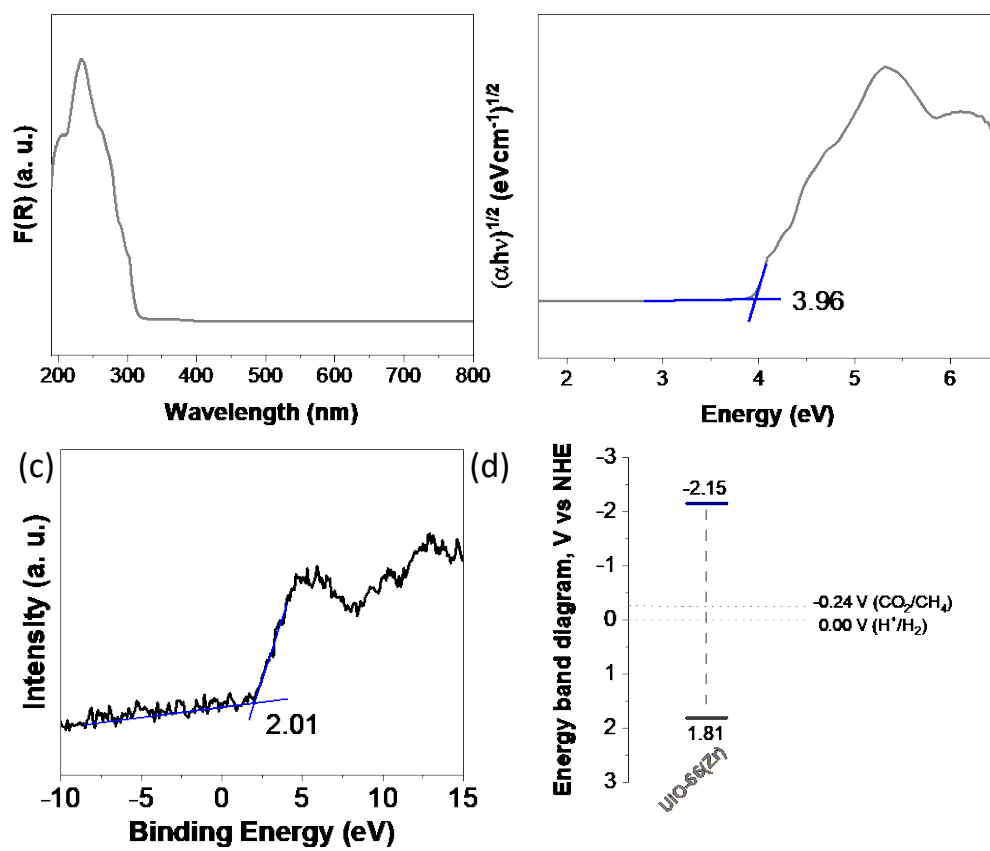 F(R) (a. u.)
200 300 400 500 600 700 800
Wavelength (nm)
(αhν)^1/2 (eVcm⁻¹)^1/2
3.96
2 3 4 5 6
Energy (eV)
(c)
Intensity (a. u.)
2.01
−10 −5 0 5 10 15
Binding Energy (eV)
(d)
Energy band diagram, V vs NHE
-3
-2
-1
0
1
2
3
-2.15
-0.24 V (CO₂/CH₄)
0.00 V (H⁺/H₂)
1.81
UIO-66(Zr)